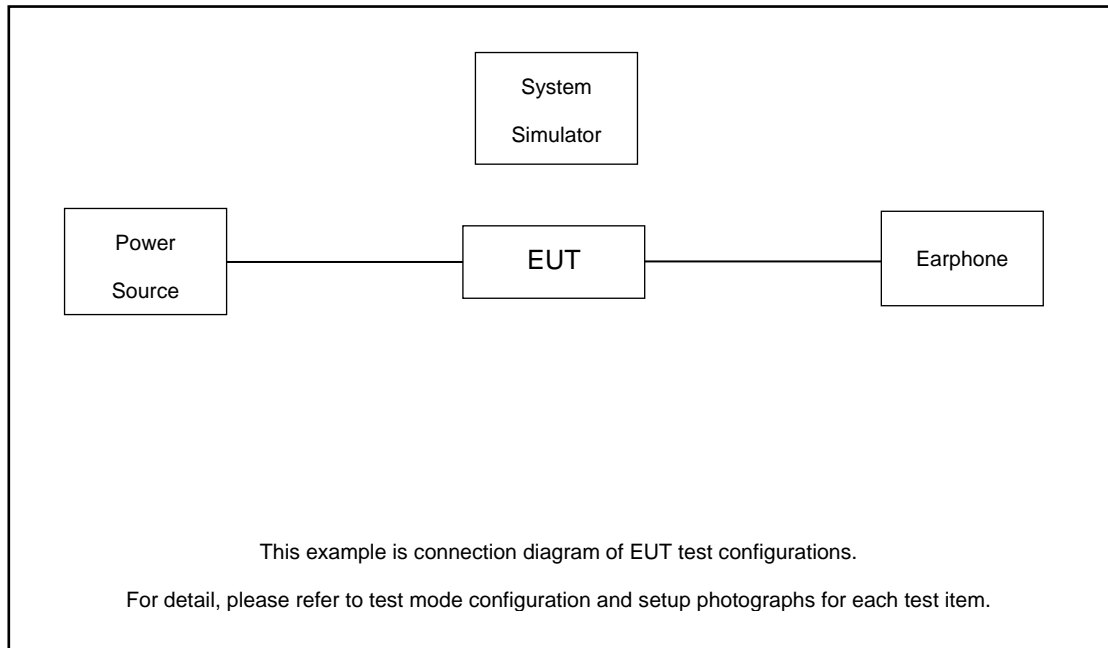 System
Simulator
Power
Source
EUT
Earphone
This example is connection diagram of EUT test configurations.
For detail, please refer to test mode configuration and setup photographs for each test item.